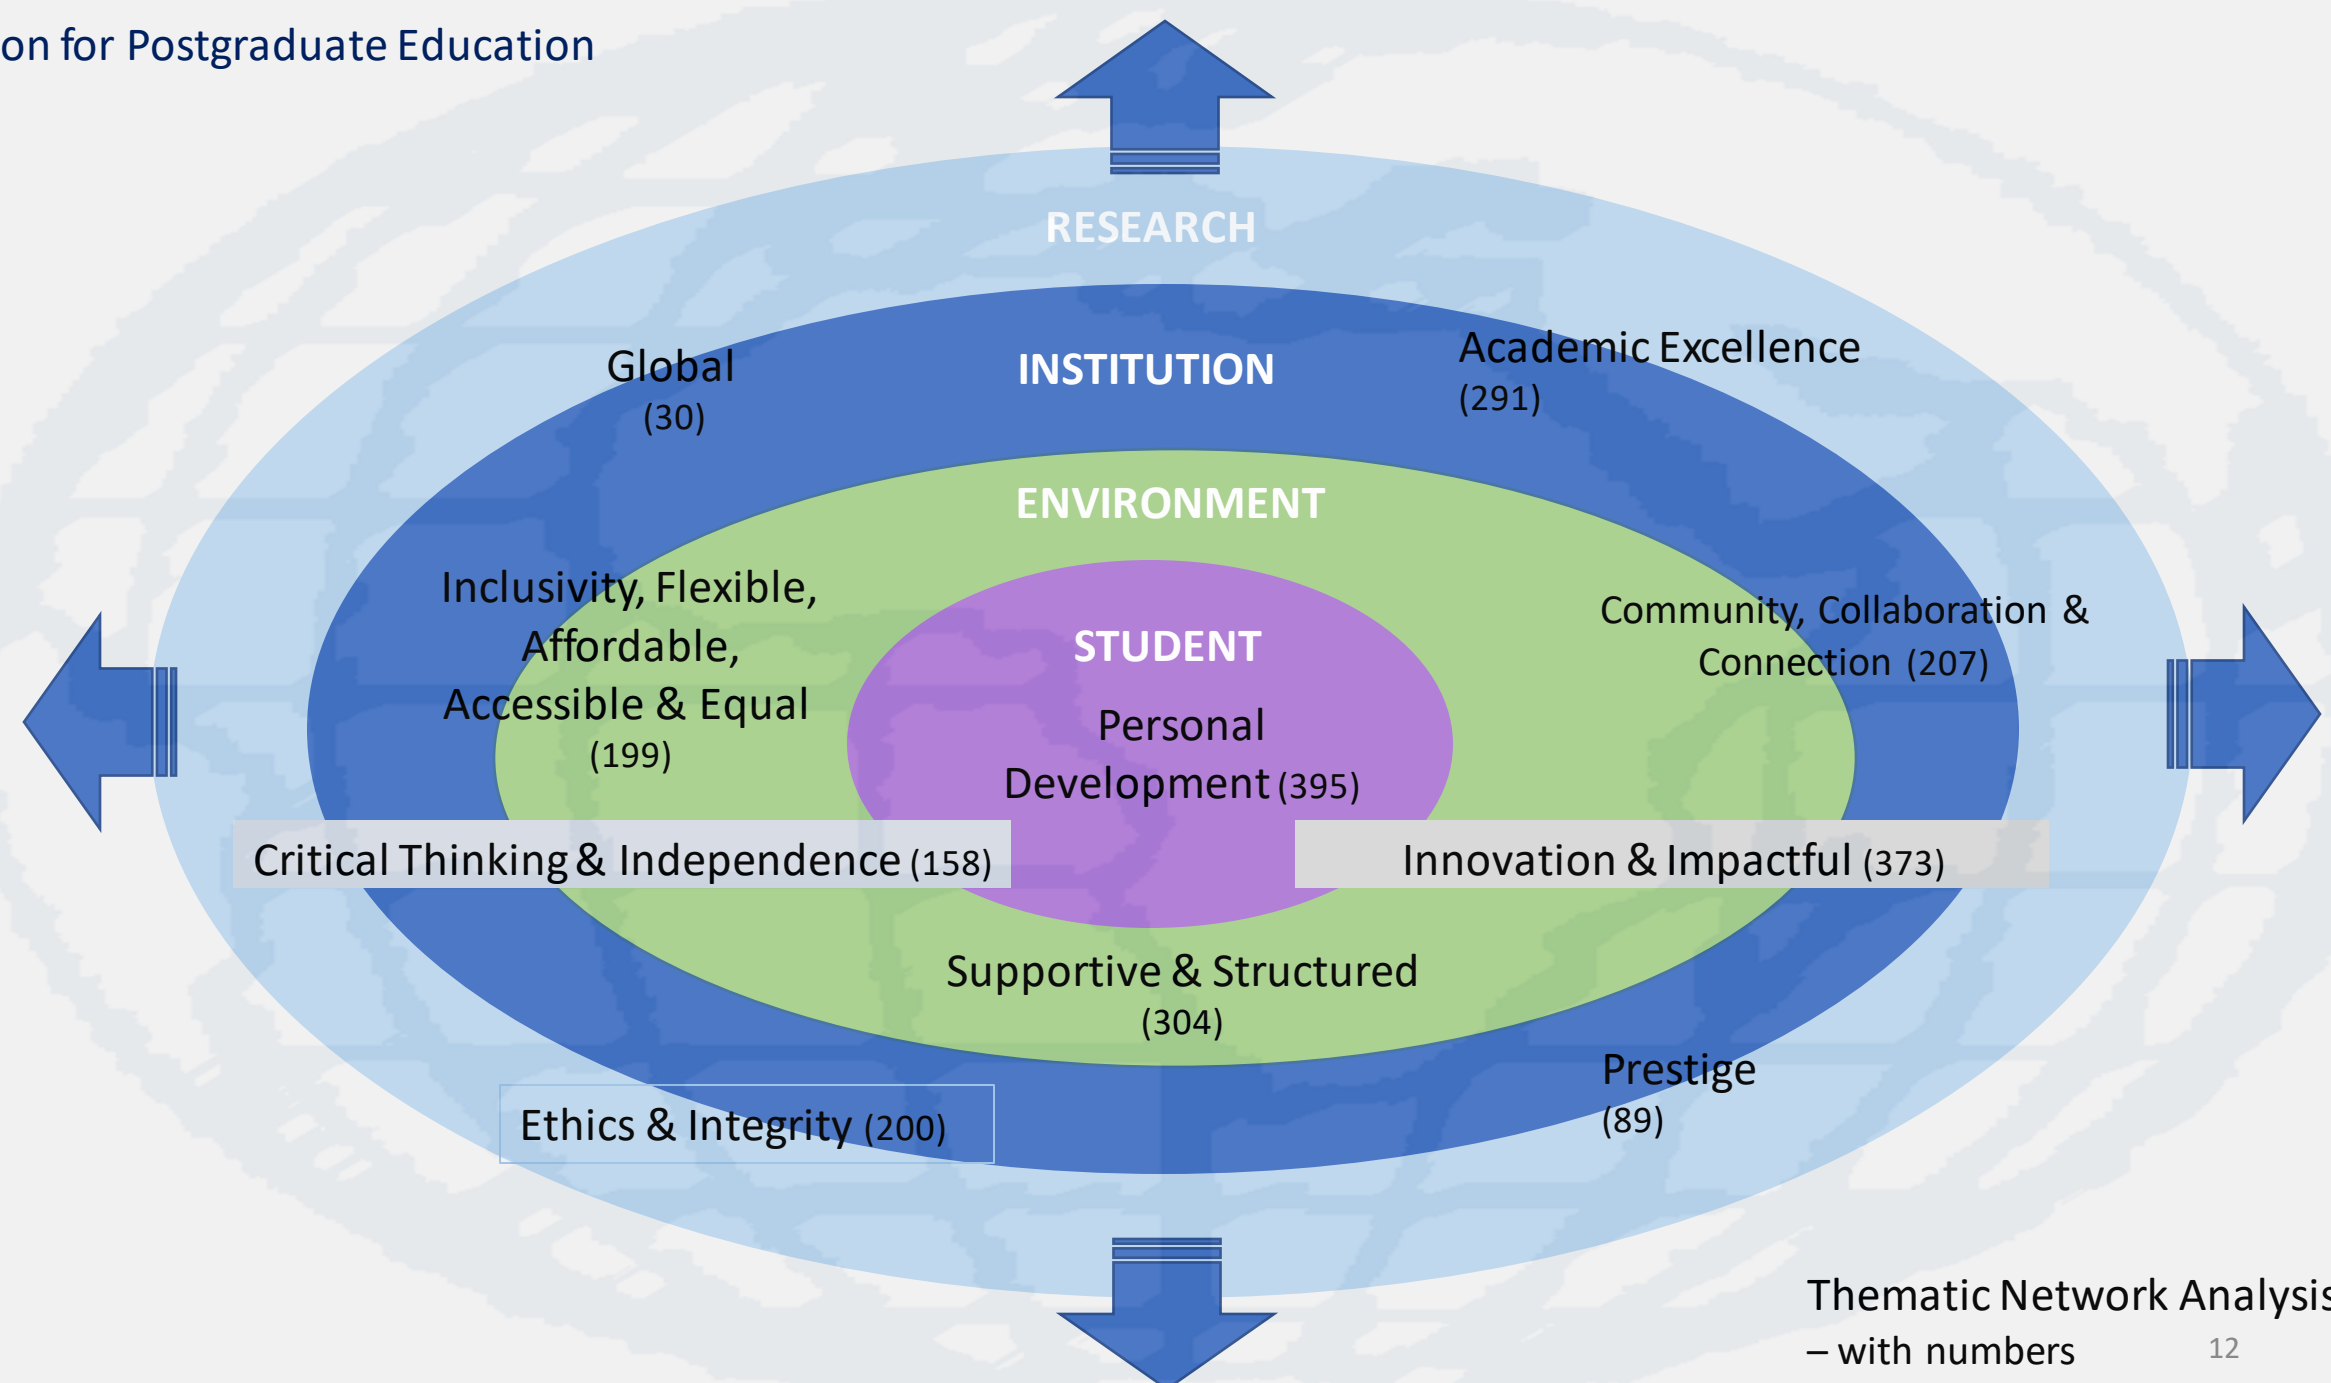 on for Postgraduate Education
RESEARCH
Global
(30)
INSTITUTION
Academic Excellence
(291)
ENVIRONMENT
Inclusivity, Flexible,
Affordable,
Accessible & Equal
(199)
STUDENT
Personal
Development (395)
Community, Collaboration &
Connection (207)
Critical Thinking & Independence (158)
Innovation & Impactful (373)
Supportive & Structured
(304)
Ethics & Integrity (200)
Prestige
(89)
Thematic Network Analysis
– with numbers
12